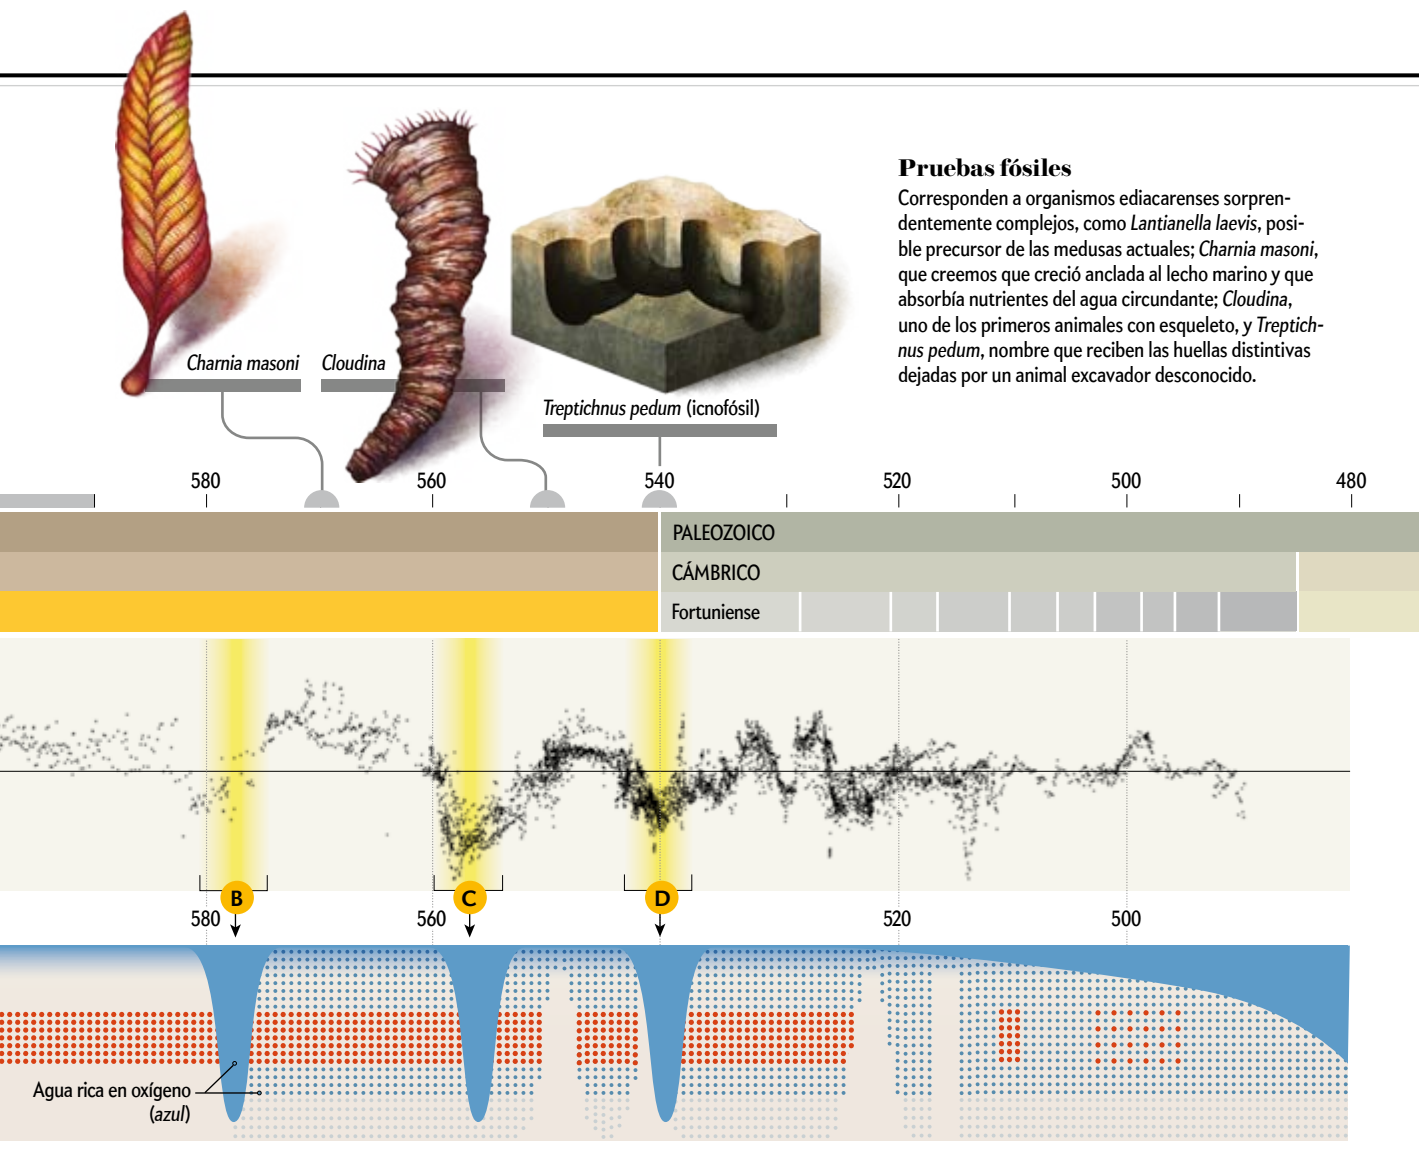 Pruebas fósiles
Corresponden a organismos ediacarenses sorpren-
dentemente complejos, como Lantianella laevis, posi-
ble precursor de las medusas actuales; Charnia masoni,
que creemos que creció anclada al lecho marino y que
absorbía nutrientes del agua circundante; Cloudina,
uno de los primeros animales con esqueleto, y Treptich-
nus pedum, nombre que reciben las huellas distintivas
dejadas por un animal excavador desconocido.
Charnia masoni
Cloudina
Treptichnus pedum (icnofósil)
580 560 540 520 500 480
PALEOZOICO
CÁMBRICO
Fortuniense
B C D
580 560 520 500
Agua rica en oxígeno
(azul)